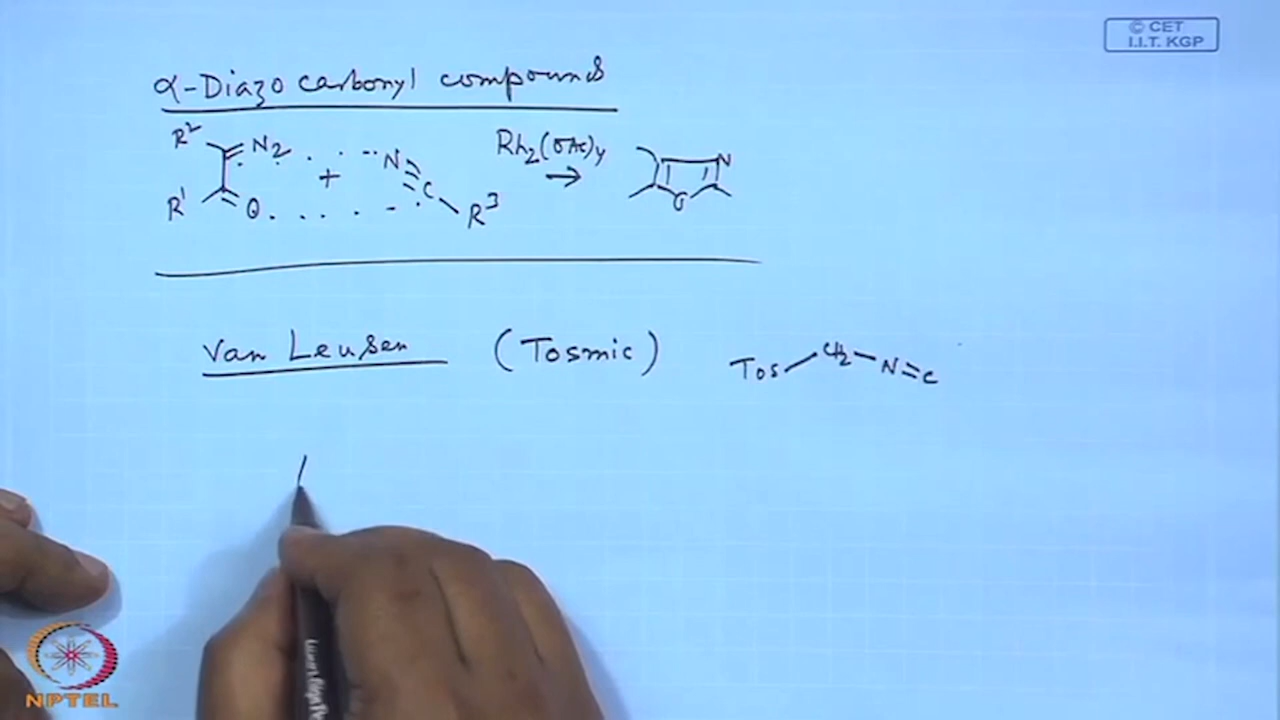 © CET
I.I.T. KGP
α-Diazo carbonyl compounds
R² N₂ + N Rh₂(OAc)₄ → N
R¹ O C R³ O
Van Leusen (Tosmic) Tos CH₂ N=C
NPTEL